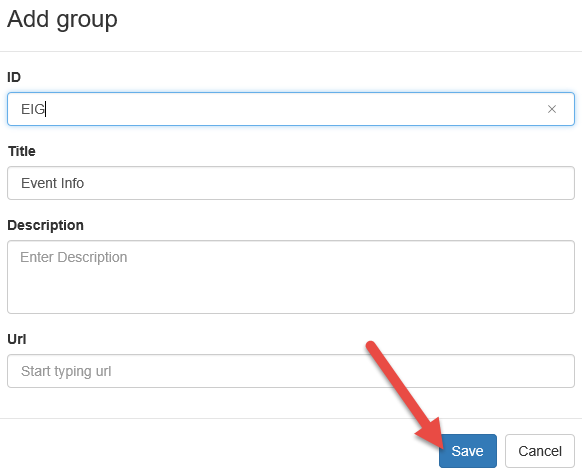 Add group
ID
EIG
Title
Event Info
Description
Enter Description
Url
Start typing url
Save Cancel